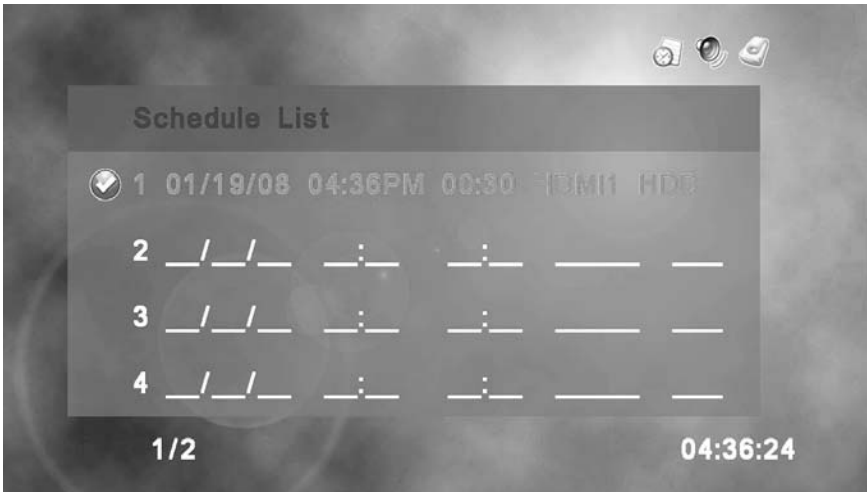 Schedule List
1 01/19/08 04:36PM 00:30 HDMI1 HDD
2 __/__/__ __:__ __:__ _____ ___
3 __/__/__ __:__ __:__ _____ ___
4 __/__/__ __:__ __:__ _____ ___
1/2 04:36:24